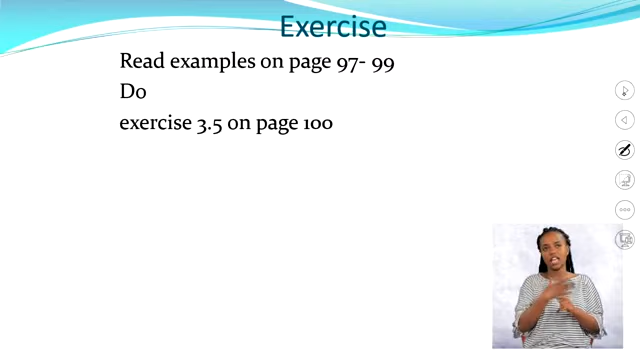 Exercise
Read examples on page 97- 99
Do
exercise 3.5 on page 100